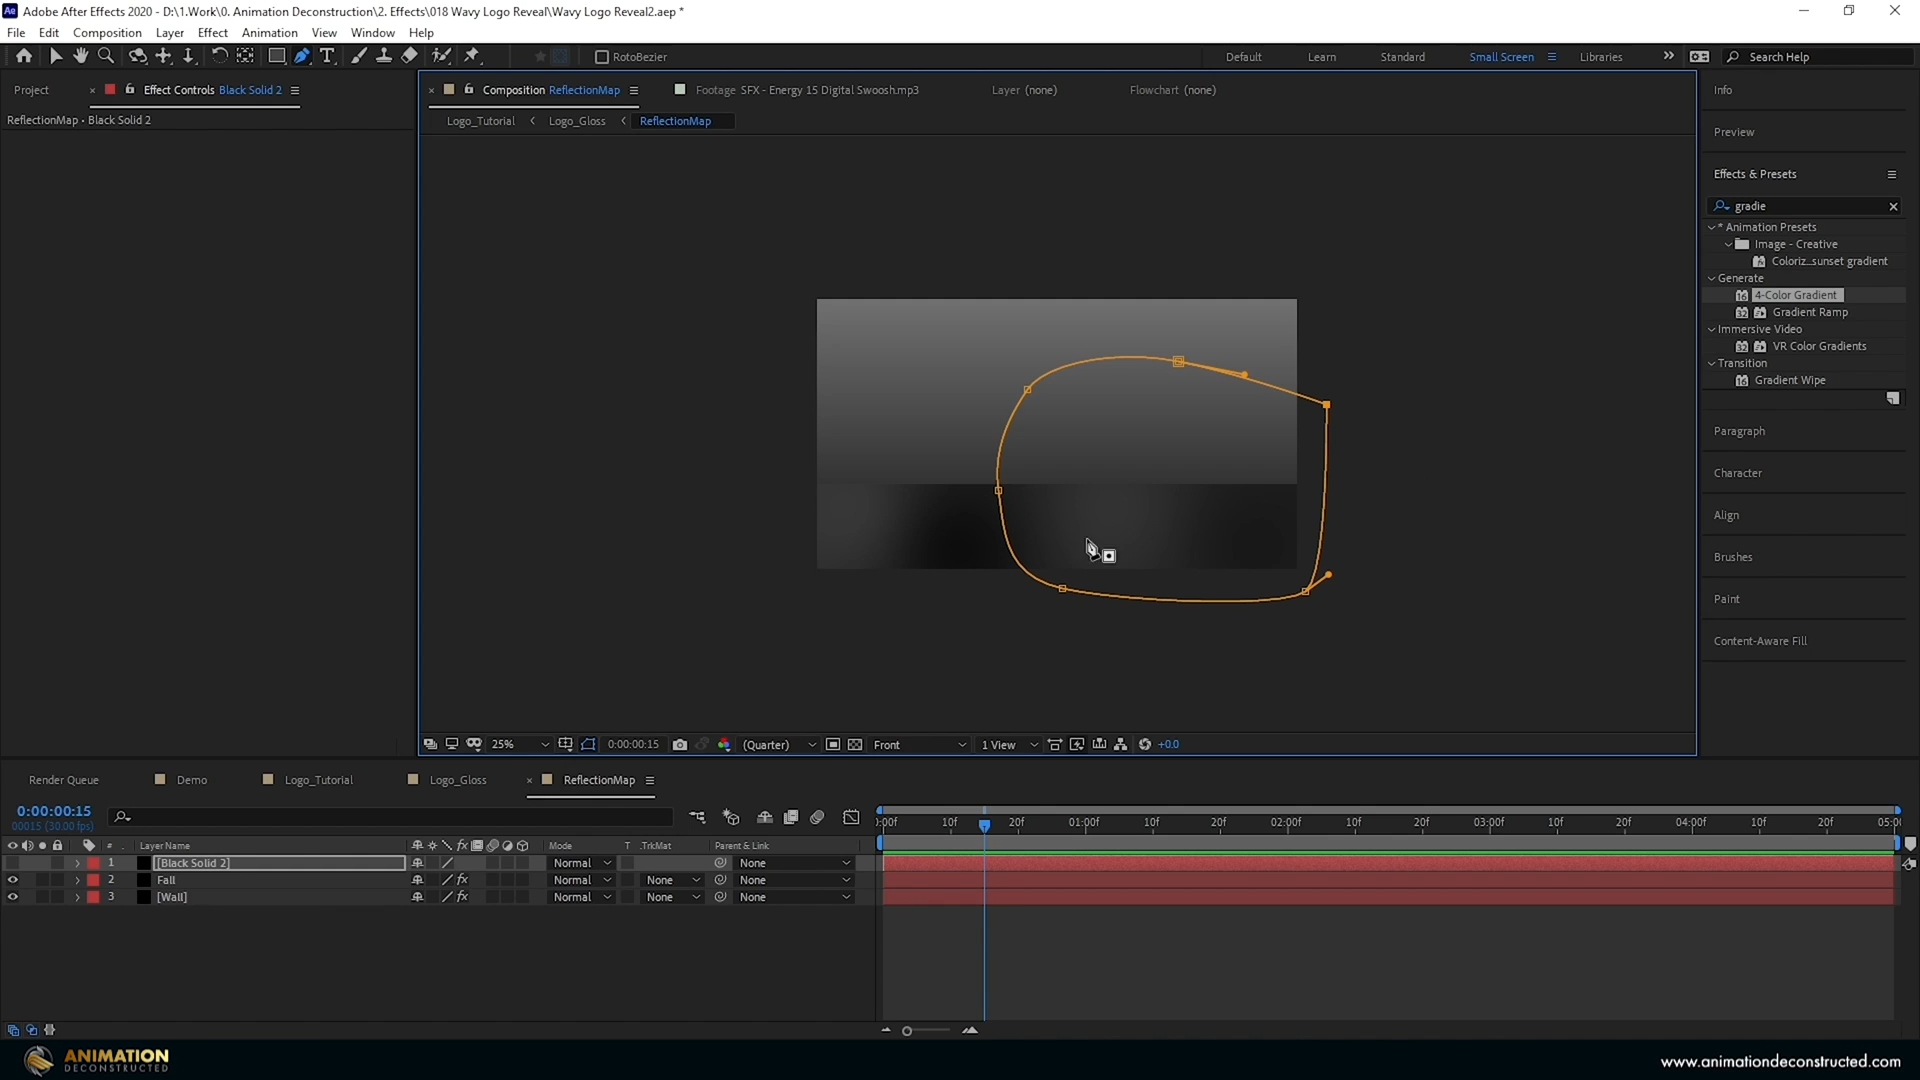 Adobe After Effects 2020 - D:\1.Work\0. Animation Deconstruction\2. Effects\018 Wavy Logo Reveal\Wavy Logo Reveal2.aep *
File Edit Composition Layer Effect Animation View Window Help
RotoBezier Default Learn Standard Small Screen Libraries Search Help
Project Effect Controls Black Solid 2 Composition ReflectionMap Footage SFX - Energy 15 Digital Swoosh.mp3 Layer (none) Flowchart (none) Info
ReflectionMap • Black Solid 2
Logo_Tutorial Logo_Gloss ReflectionMap
Preview
Effects & Presets
gradie
* Animation Presets
Image - Creative
Coloriz...sunset gradient
Generate
4-Color Gradient
Gradient Ramp
Immersive Video
VR Color Gradients
Transition
Gradient Wipe
Paragraph
Character
Align
Brushes
Paint
Content-Aware Fill
25% 0:00:00:15 (Quarter) Front 1 View +0.0
Render Queue Demo Logo_Tutorial Logo_Gloss ReflectionMap
0:00:00:15
00015 (30.00 fps)
:00f 10f 20f 01:00f 10f 20f 02:00f 10f 20f 03:00f 10f 20f 04:00f 10f 20f 05:00
# Layer Name Mode T .TrkMat Parent & Link
1 [Black Solid 2] Normal None
2 Fall Normal None None
3 [Wall] Normal None None
ANIMATION
DECONSTRUCTED
www.animationdeconstructed.com